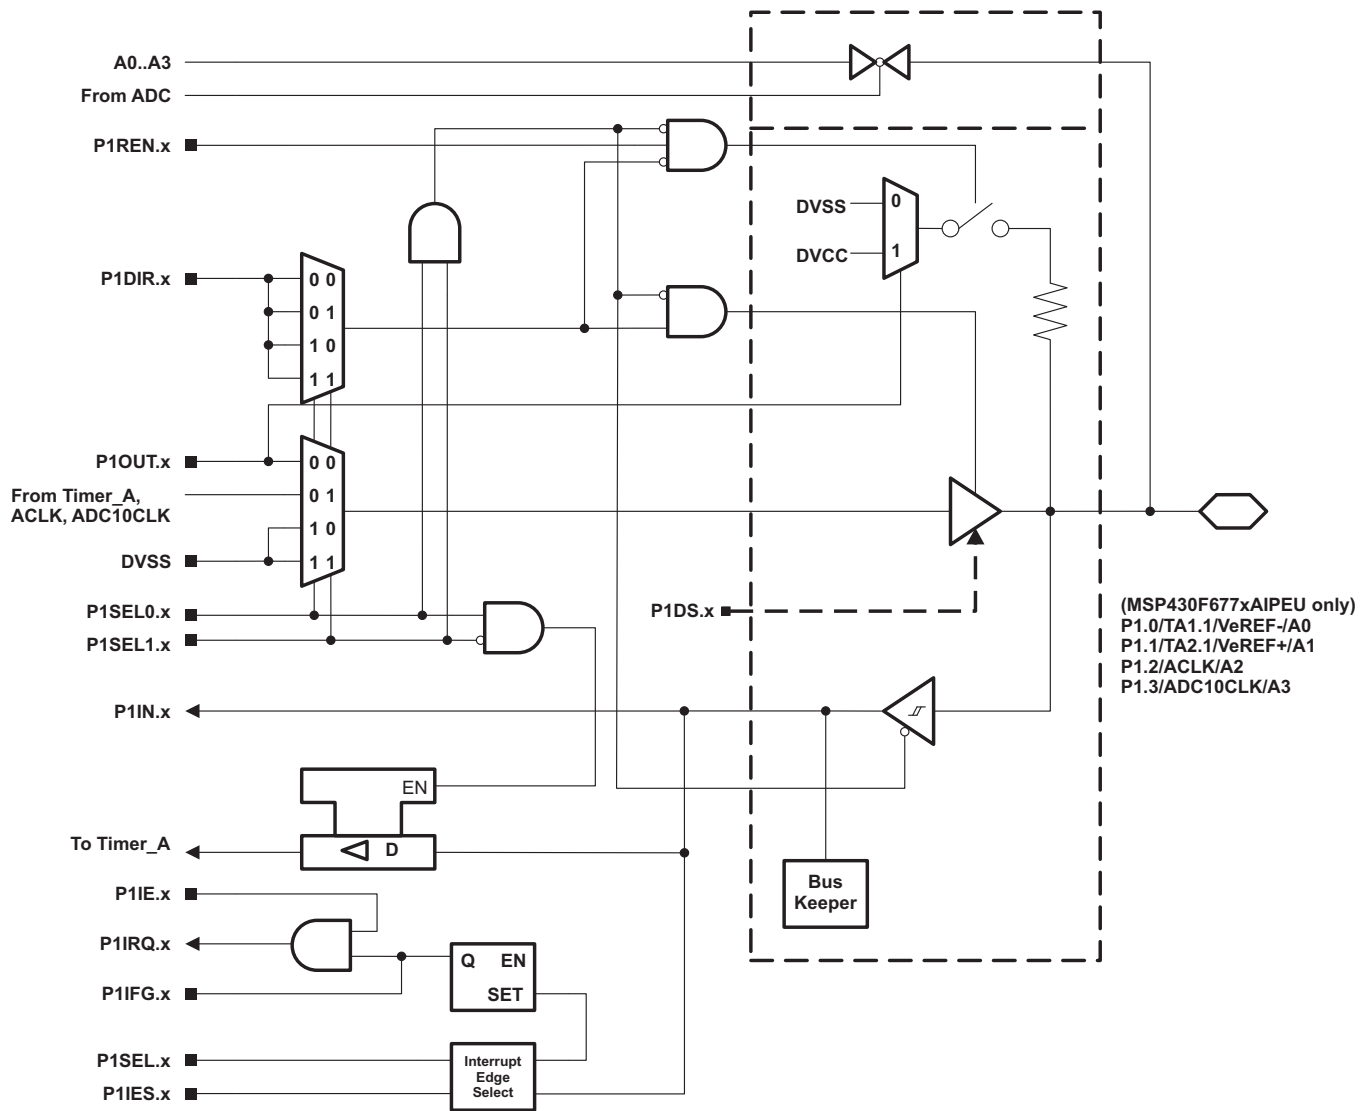 A0..A3
From ADC
P1REN.x
DVSS
0
DVCC
1
P1DIR.x
0 0
0 1
1 0
1 1
P1OUT.x
0 0
From Timer_A,
ACLK, ADC10CLK
0 1
1 0
DVSS
1 1
P1SEL0.x
P1SEL1.x
P1DS.x
(MSP430F677xAIPEU only)
P1.0/TA1.1/VeREF-/A0
P1.1/TA2.1/VeREF+/A1
P1.2/ACLK/A2
P1.3/ADC10CLK/A3
P1IN.x
EN
To Timer_A
D
Bus
Keeper
P1IE.x
P1IRQ.x
Q EN
SET
P1IFG.x
P1SEL.x
P1IES.x
Interrupt
Edge
Select